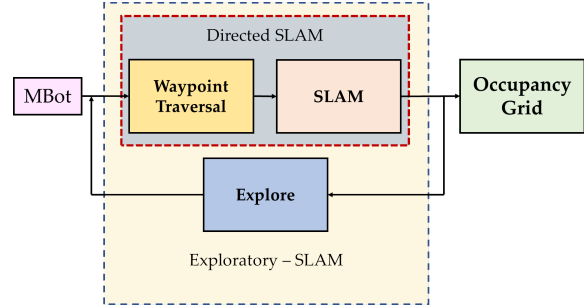 Directed SLAM
MBot
Waypoint
Traversal
SLAM
Occupancy
Grid
Explore
Exploratory – SLAM